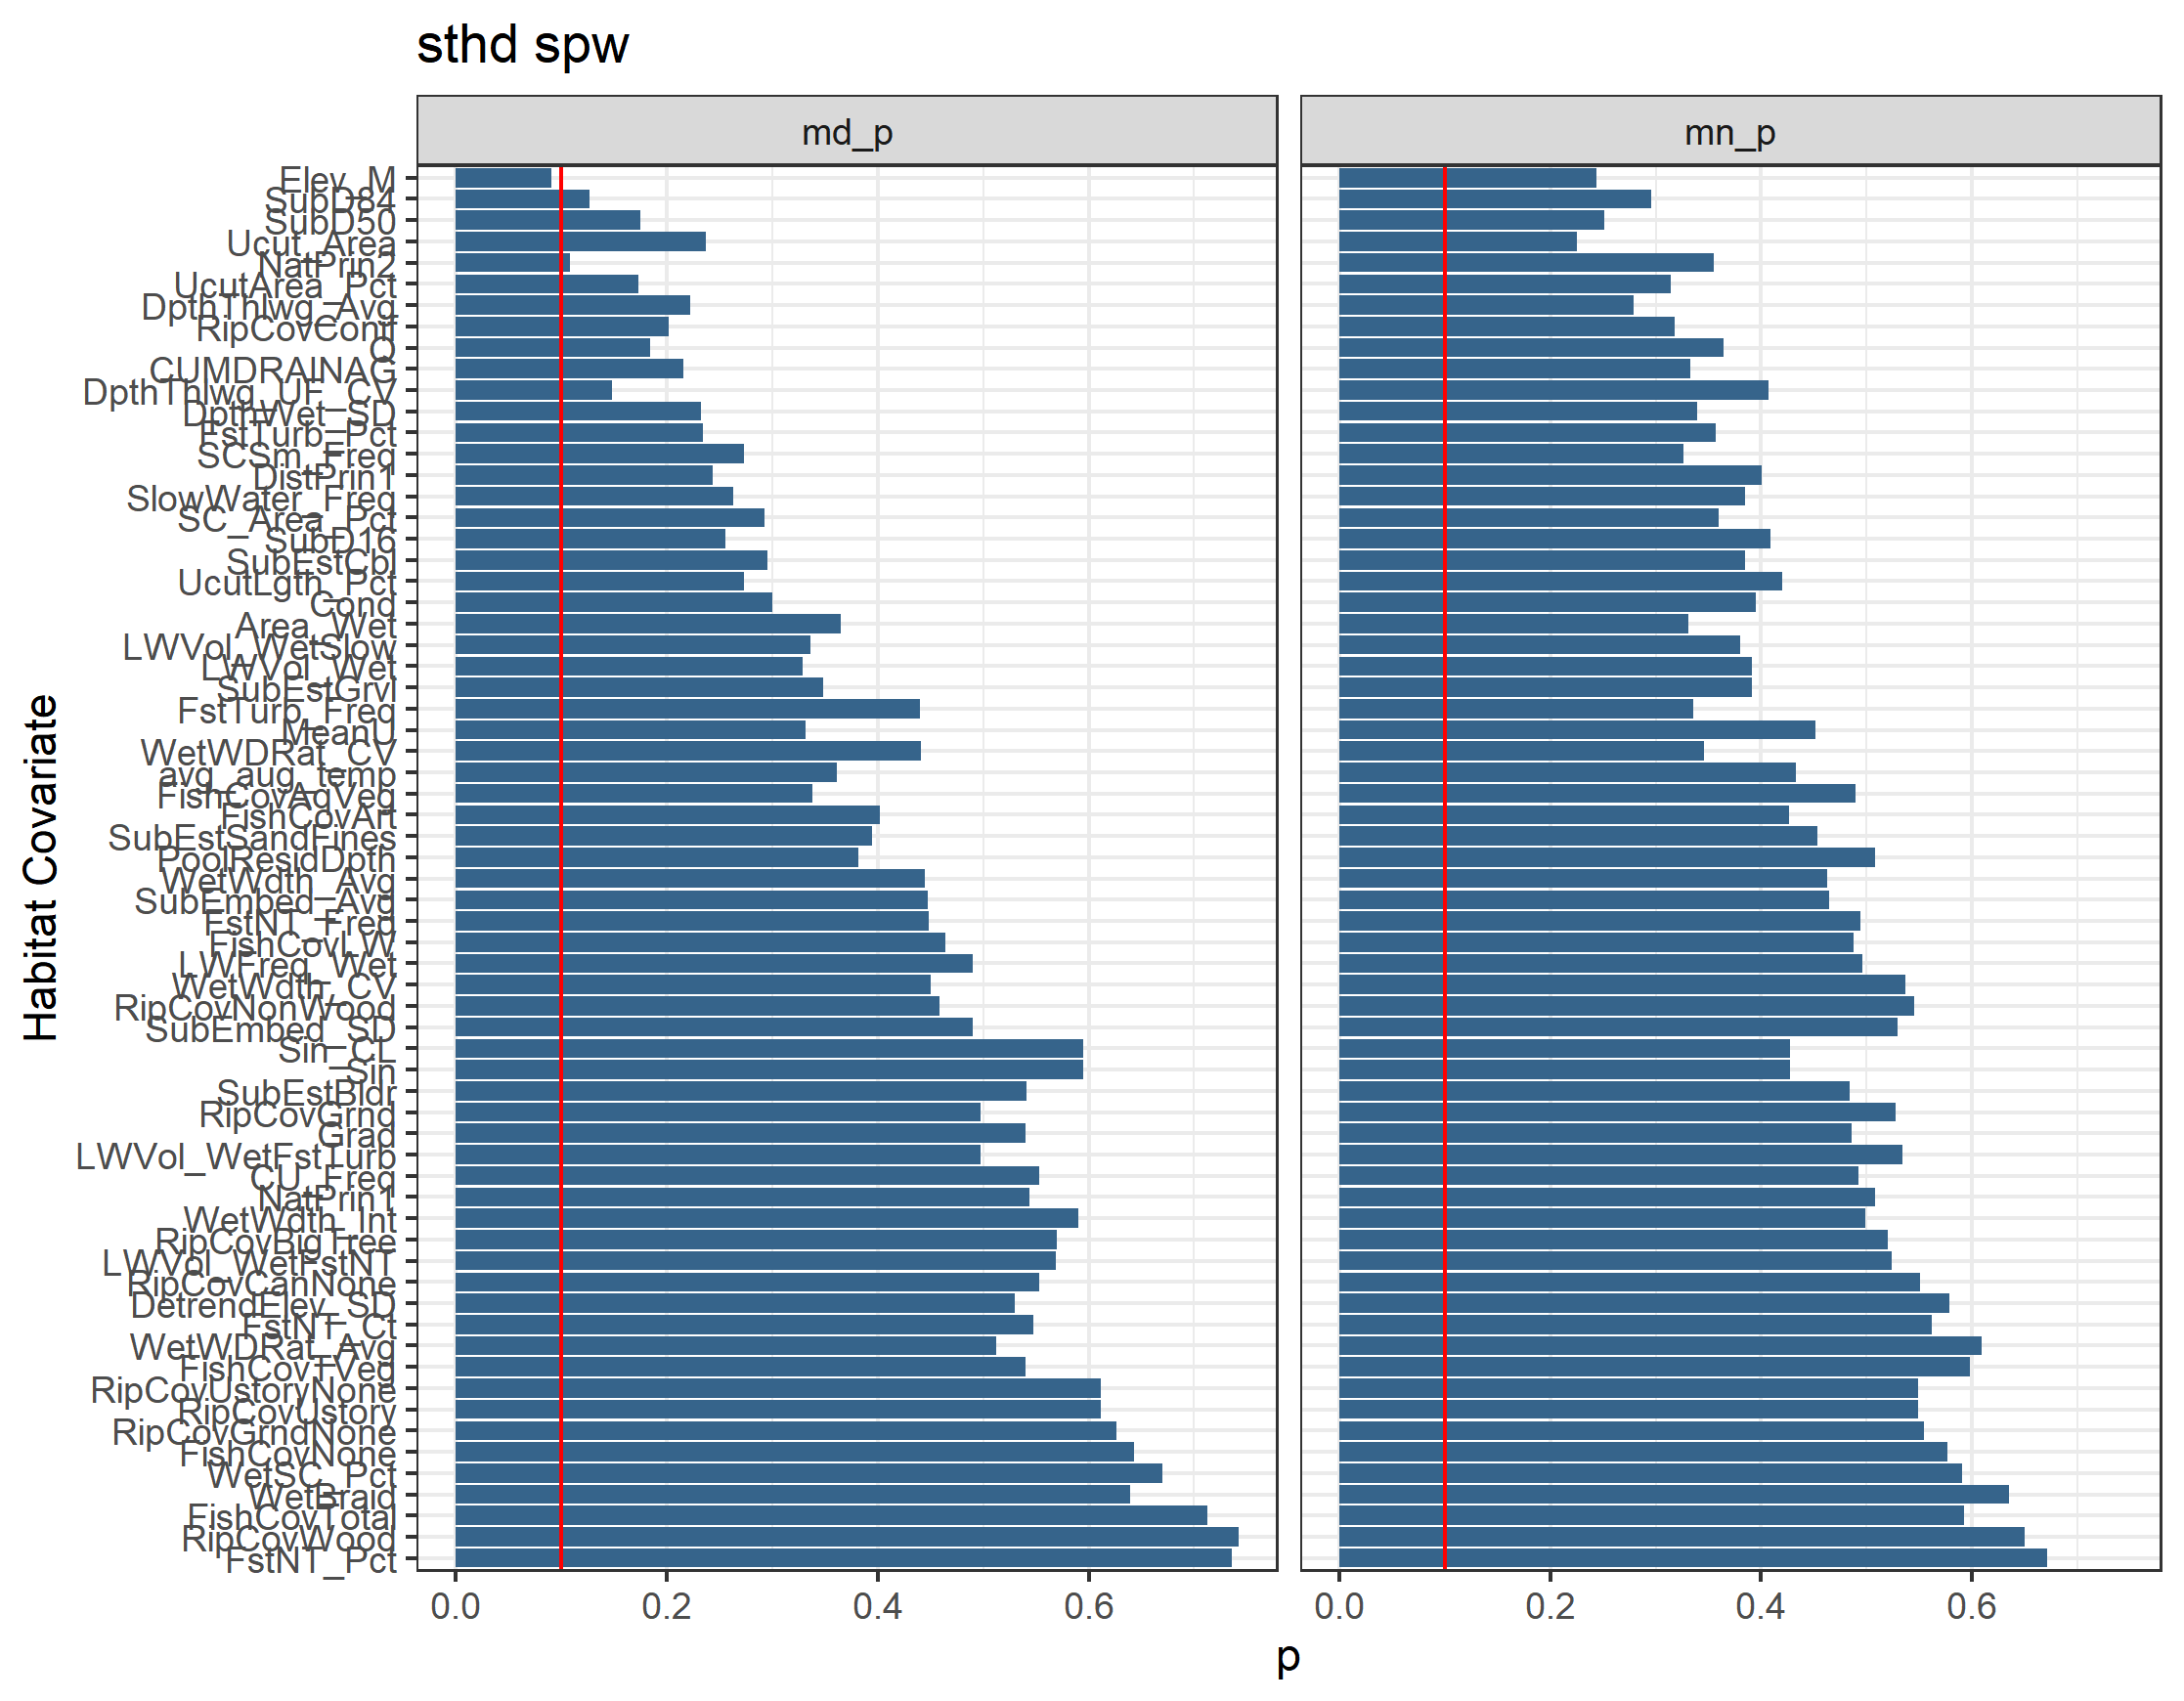 sthd spw
md_p
mn_p
Elev_M
SubD84
SubD50
Ucut_Area
NatPrin2
UcutArea_Pct
DpthThlwg_Avg
RipCovConif
Q
CUMDRAINAG
DpthThlwg_UF_CV
DpthWet_SD
FstTurb_Pct
SCSm_Freq
DistPrin1
SlowWater_Freq
SC_Area_Pct
SubD16
SubEstCbl
UcutLgth_Pct
Cond
Area_Wet
LWVol_WetSlow
LWVol_Wet
SubEstGrvl
FstTurb_Freq
MeanU
WetWDRat_CV
avg_aug_temp
FishCovAqVeg
FishCovArt
SubEstSandFines
PoolResidDpth
WetWdth_Avg
SubEmbed_Avg
FstNT_Freq
FishCovLW
LWFreq_Wet
WetWdth_CV
RipCovNonWood
SubEmbed_SD
Sin_CL
Sin
SubEstBldr
RipCovGrnd
Grad
LWVol_WetFstTurb
CU_Freq
NatPrin1
WetWdth_Int
RipCovBigTree
LWVol_WetFstNT
RipCovCanNone
DetrendElev_SD
FstNT_Ct
WetWDRat_Avg
FishCovTVeg
RipCovUstoryNone
RipCovUstory
RipCovGrndNone
FishCovNone
WetSC_Pct
WetBraid
FishCovTotal
RipCovWood
FstNT_Pct
Habitat Covariate
0.0 0.2 0.4 0.6
0.0 0.2 0.4 0.6
p